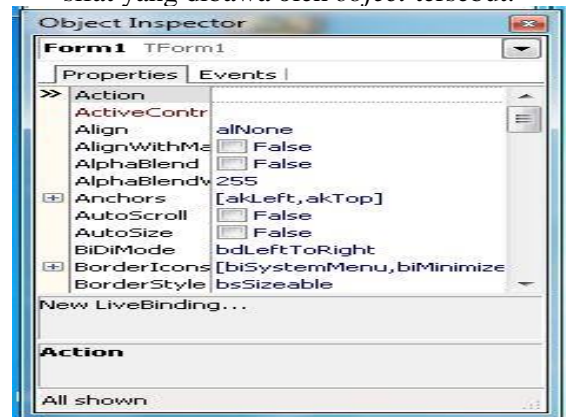 sifat yang dibawa oleh object tersebut.
Object Inspector
Form1 TForm1
Properties Events
Action
ActiveContr
Align alNone
AlignWithMa False
AlphaBlend False
AlphaBlendV 255
Anchors [akLeft,akTop]
AutoScroll False
AutoSize False
BiDiMode bdLeftToRight
BorderIcons [biSystemMenu,biMinimize
BorderStyle bsSizeable
New LiveBinding...
Action
All shown